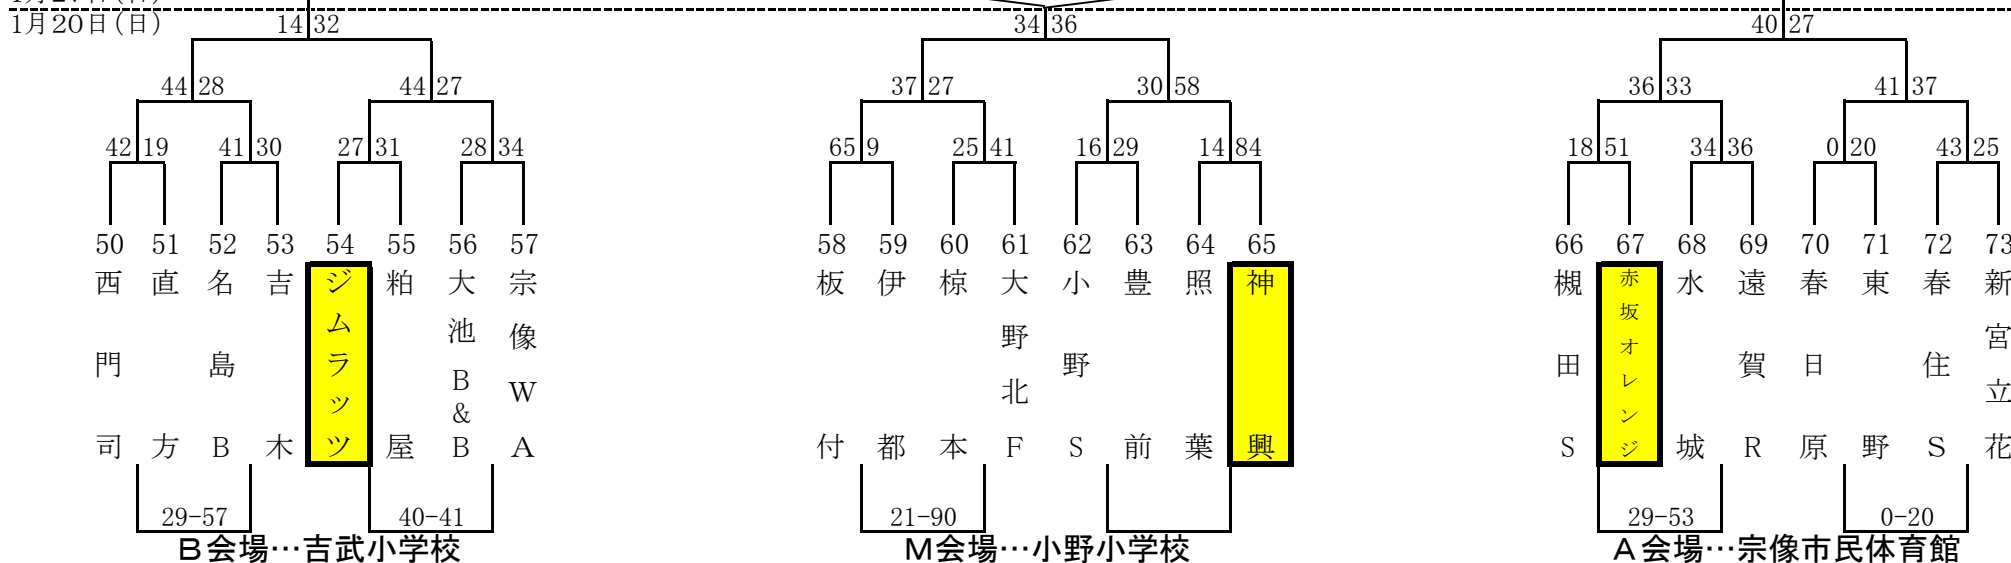 1月20日(日)
14 32 34 36 40 27
44 28 44 27 37 27 30 58 36 33 41 37
42 19 41 30 27 31 28 34 65 9 25 41 16 29 14 84 18 51 34 36 0 20 43 25
50 51 52 53 54 55 56 57 58 59 60 61 62 63 64 65 66 67 68 69 70 71 72 73
西門司
直方
名島B
吉木
ジムラッツ
粕屋
大池B&B
宗像WA
板付
伊都
椋本
大野北F
小野S
豊前
照葉
神興
槻田S
赤坂オレンジ
水城
遠賀R
春日原
東野
春住S
新宮立花
29-57 40-41 21-90 29-53 0-20
B会場…吉武小学校 M会場…小野小学校 A会場…宗像市民体育館